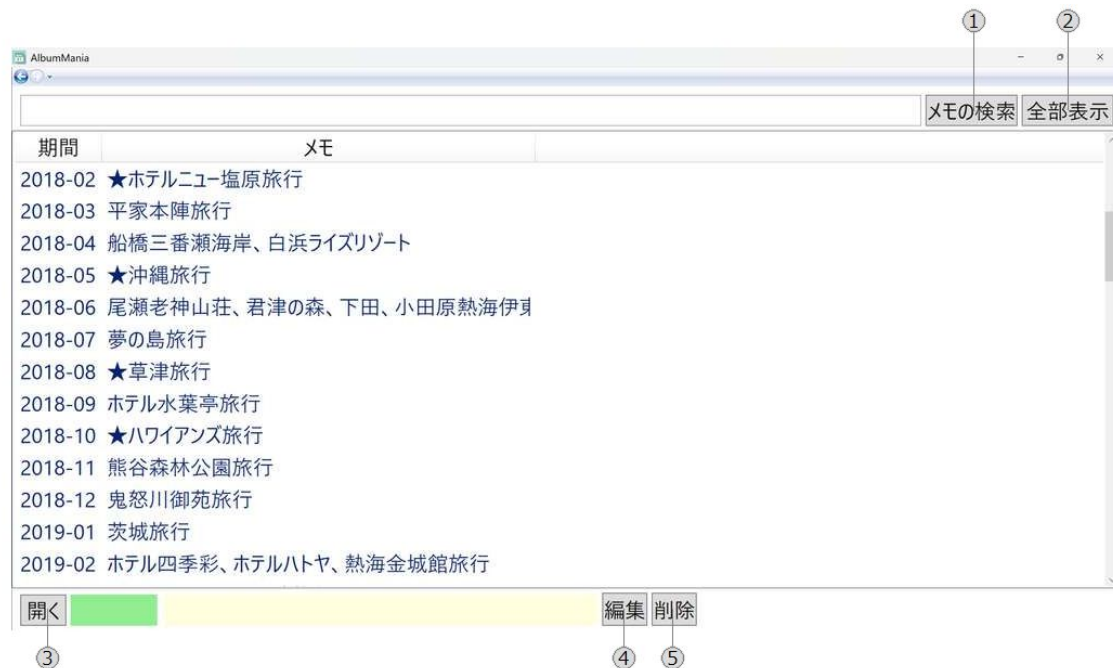 ① ②
AlbumMania
メモの検索 全部表示
期間 メモ
2018-02 ★ホテルニュー塩原旅行
2018-03 平家本陣旅行
2018-04 船橋三番瀬海岸、白浜ライズリゾート
2018-05 ★沖縄旅行
2018-06 尾瀬老神山荘、君津の森、下田、小田原熱海伊東
2018-07 夢の島旅行
2018-08 ★草津旅行
2018-09 ホテル水葉亭旅行
2018-10 ★ハワイアンズ旅行
2018-11 熊谷森林公園旅行
2018-12 鬼怒川御苑旅行
2019-01 茨城旅行
2019-02 ホテル四季彩、ホテルハトヤ、熱海金城館旅行
開く 編集 削除
③ ④ ⑤